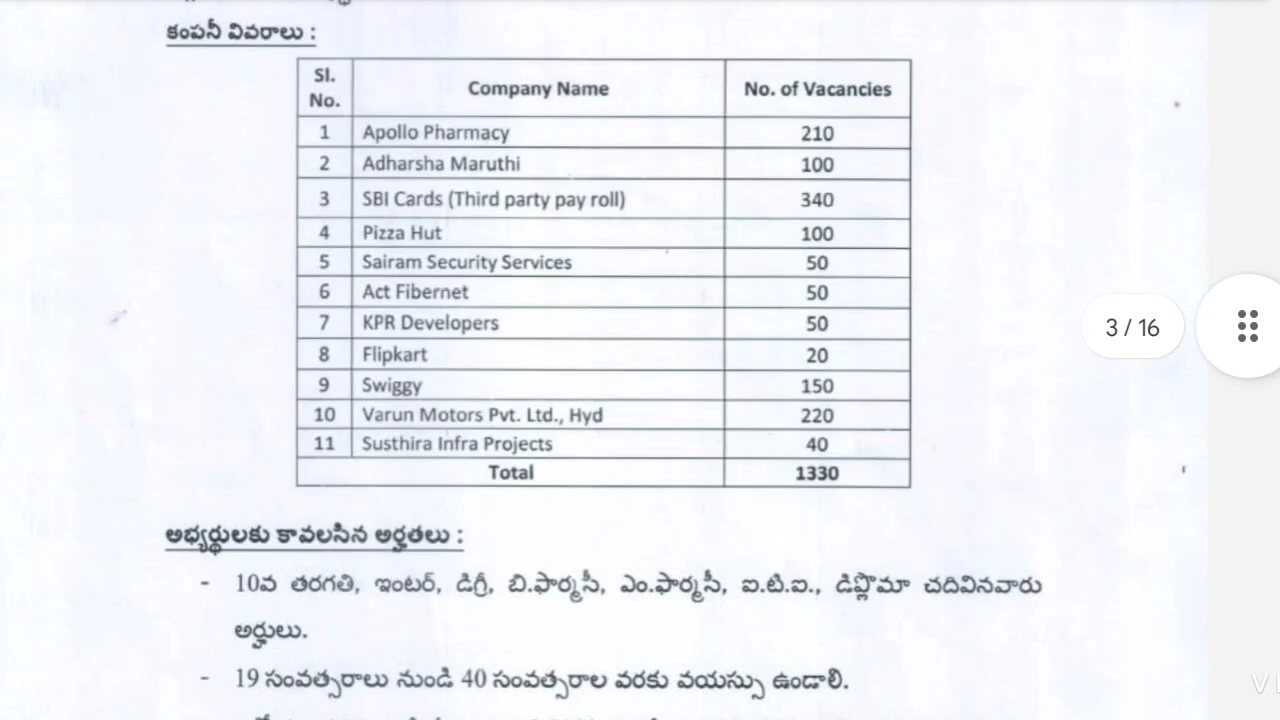 కంపెనీ వివరాలు :
Sl. No. Company Name No. of Vacancies
1 Apollo Pharmacy 210
2 Adharsha Maruthi 100
3 SBI Cards (Third party pay roll) 340
4 Pizza Hut 100
5 Sairam Security Services 50
6 Act Fibernet 50
7 KPR Developers 50
8 Flipkart 20
9 Swiggy 150
10 Varun Motors Pvt. Ltd., Hyd 220
11 Susthira Infra Projects 40
Total 1330
3 / 16
అభ్యర్థులకు కావలసిన అర్హతలు :
- 10వ తరగతి, ఇంటర్, డిగ్రీ, బి.ఫార్మసీ, ఎం.ఫార్మసీ, ఐ.టి.ఐ., డిప్లొమా చదివినవారు
అర్హులు.
- 19 సంవత్సరాలు నుండి 40 సంవత్సరాల వరకు వయస్సు ఉండాలి.